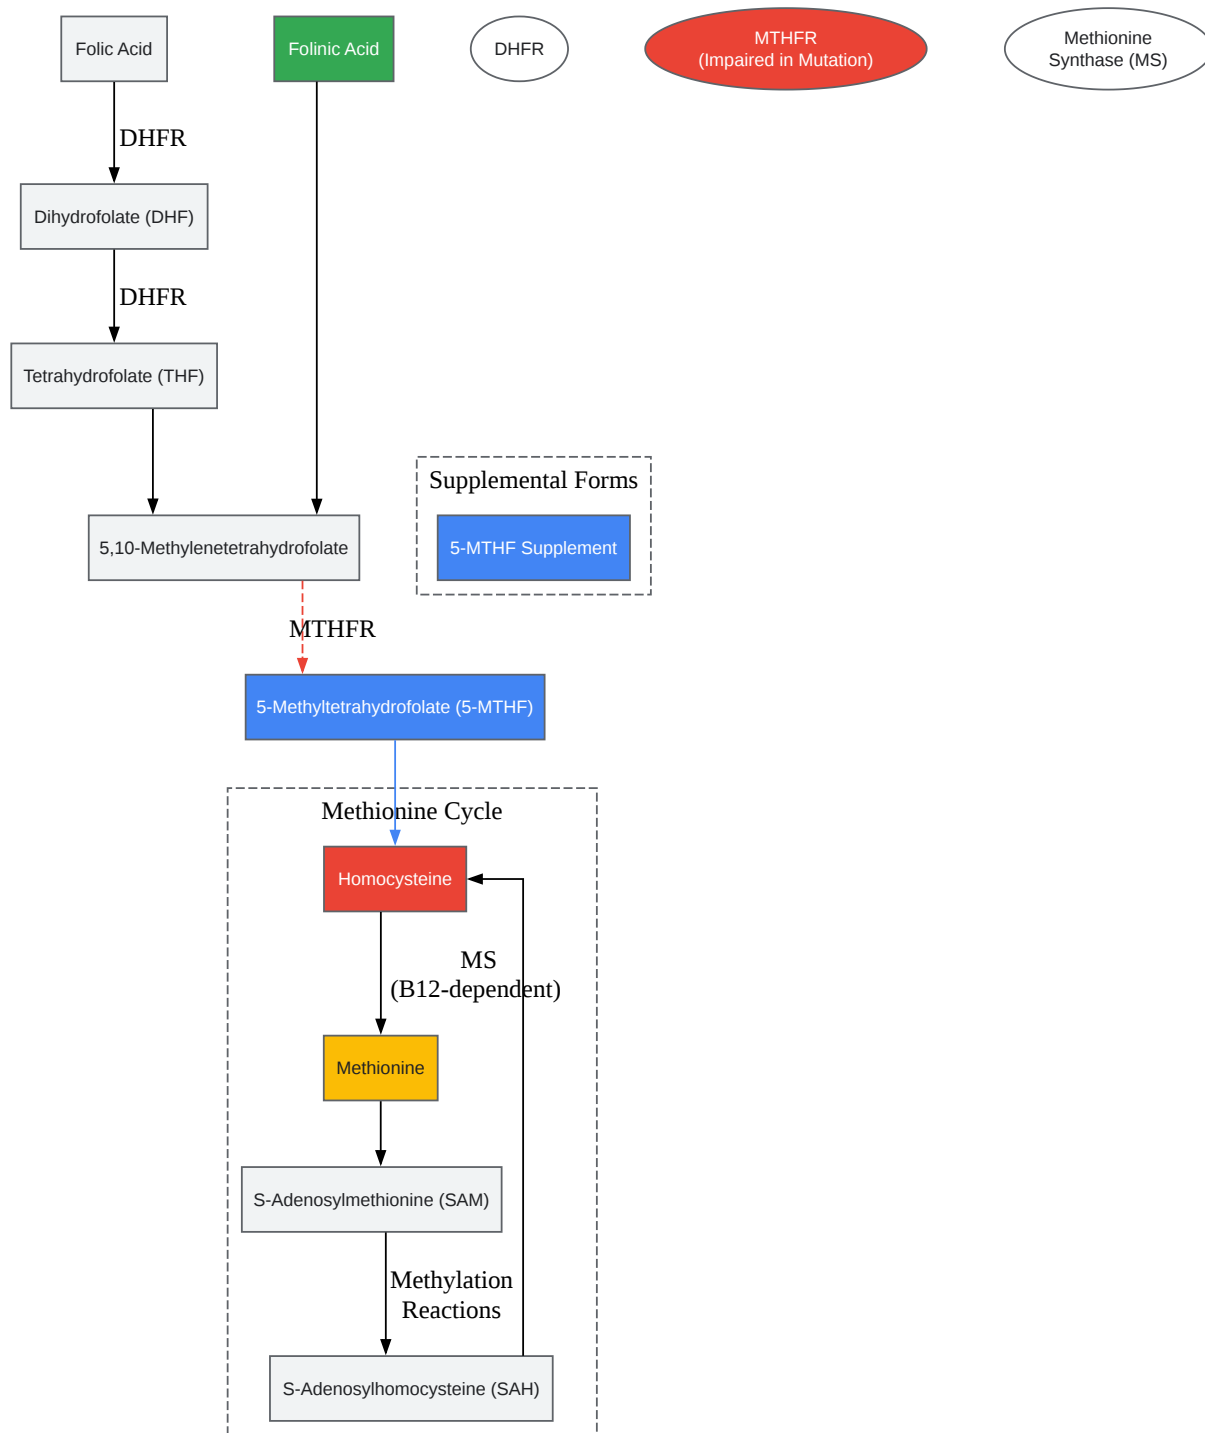 Folic Acid
Folinic Acid
DHFR
MTHFR
(Impaired in Mutation)
Methionine
Synthase (MS)
DHFR
Dihydrofolate (DHF)
DHFR
Tetrahydrofolate (THF)
Supplemental Forms
5,10-Methylenetetrahydrofolate
5-MTHF Supplement
MTHFR
5-Methyltetrahydrofolate (5-MTHF)
Methionine Cycle
Homocysteine
MS
(B12-dependent)
Methionine
S-Adenosylmethionine (SAM)
Methylation
Reactions
S-Adenosylhomocysteine (SAH)